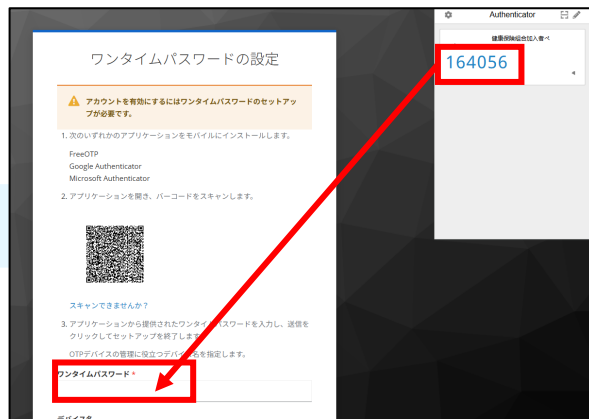 ワンタイムパスワードの設定
アカウントを有効にするにはワンタイムパスワードのセットアッ
プが必要です。
1. 次のいずれかのアプリケーションをモバイルにインストールします。
FreeOTP
Google Authenticator
Microsoft Authenticator
2. アプリケーションを開き、バーコードをスキャンします。
スキャンできませんか？
3. アプリケーションから提供されたワンタイムパスワードを入力し、送信を
クリックしてセットアップを終了します
OTPデバイスの管理に役立つデバイス名を指定します。
ワンタイムパスワード *
デバイス名
Authenticator
健康保険組合加入者ペ
164056